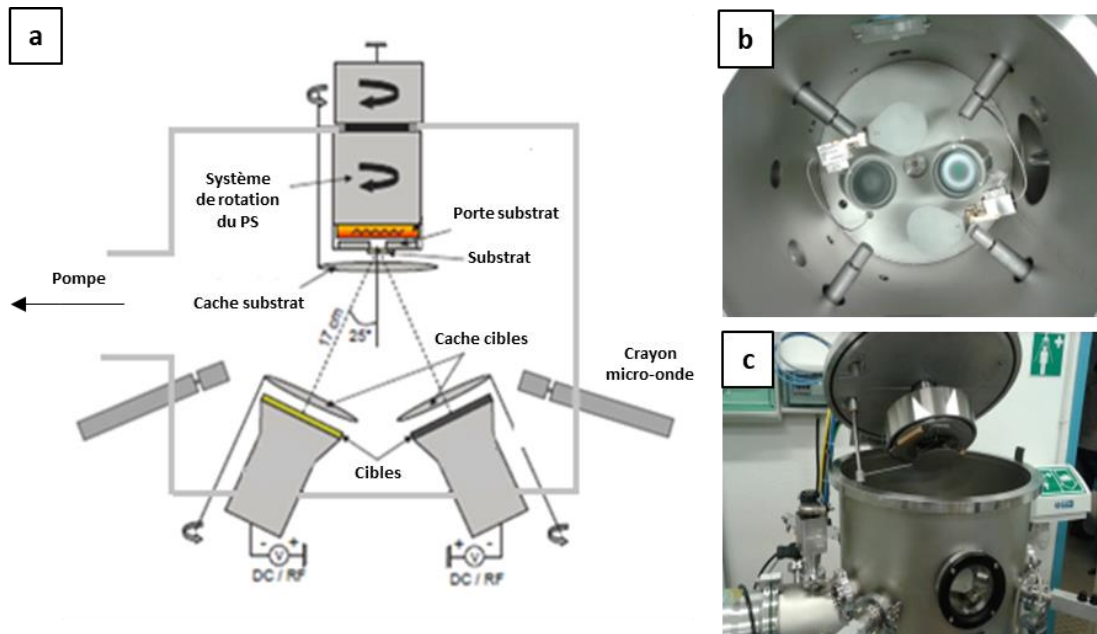 a
Système
de rotation
du PS
Porte substrat
Substrat
Pompe
Cache substrat
17 cm
25°
Cache cibles
Crayon
micro-onde
Cibles
- +
V
DC / RF
+ -
V
DC / RF
b
c